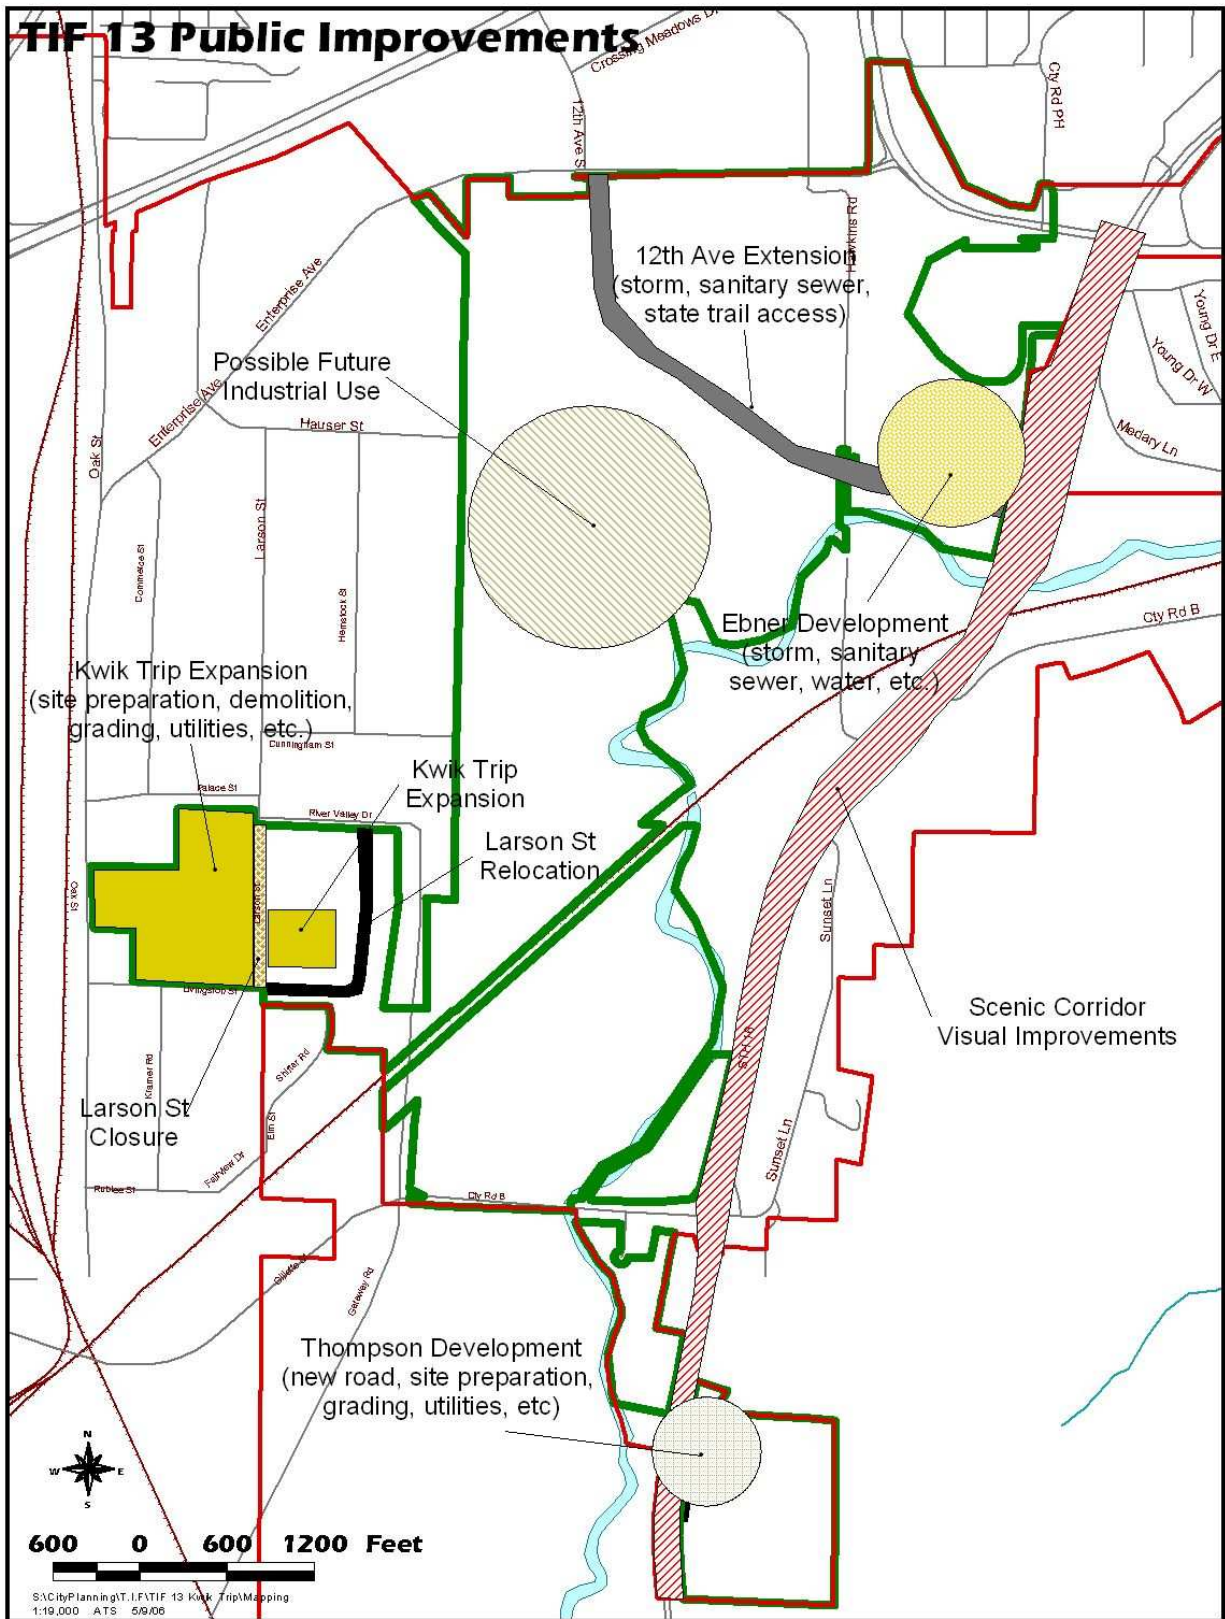 TIF 13 Public Improvements
Crossing Meadows Dr
Cty Rd PH
12th Ave S
Hawkins Rd
12th Ave Extension
(storm, sanitary sewer,
state trail access)
Enterprise Ave
Young Dr E
Young Dr W
Possible Future
Industrial Use
Enterprise Ave
Hauser St
Medary Ln
Oak St
Larson St
Commerce St
Hemstock St
Cty Rd B
Ebner Development
(storm, sanitary
sewer, water, etc.)
Kwik Trip Expansion
(site preparation, demolition,
grading, utilities, etc.)
Cunningham St
Kwik Trip
Expansion
Palace St
River Valley Dr
Larson St
Relocation
Oak St
Larson St
Sunset Ln
Livingston St
Scenic Corridor
Visual Improvements
STH 16
Shifter Rd
Kramer Rd
Larson St
Closure
Elm St
Fairview Dr
Sunset Ln
Rublee St
Cty Rd B
Gillette St
Gateway Rd
Thompson Development
(new road, site preparation,
grading, utilities, etc)
N
W E
S
600 0 600 1200 Feet
S:\CityPlanning\T.I.F\TIF 13 Kwik Trip\Mapping
1:19,000 ATS 5/9/06